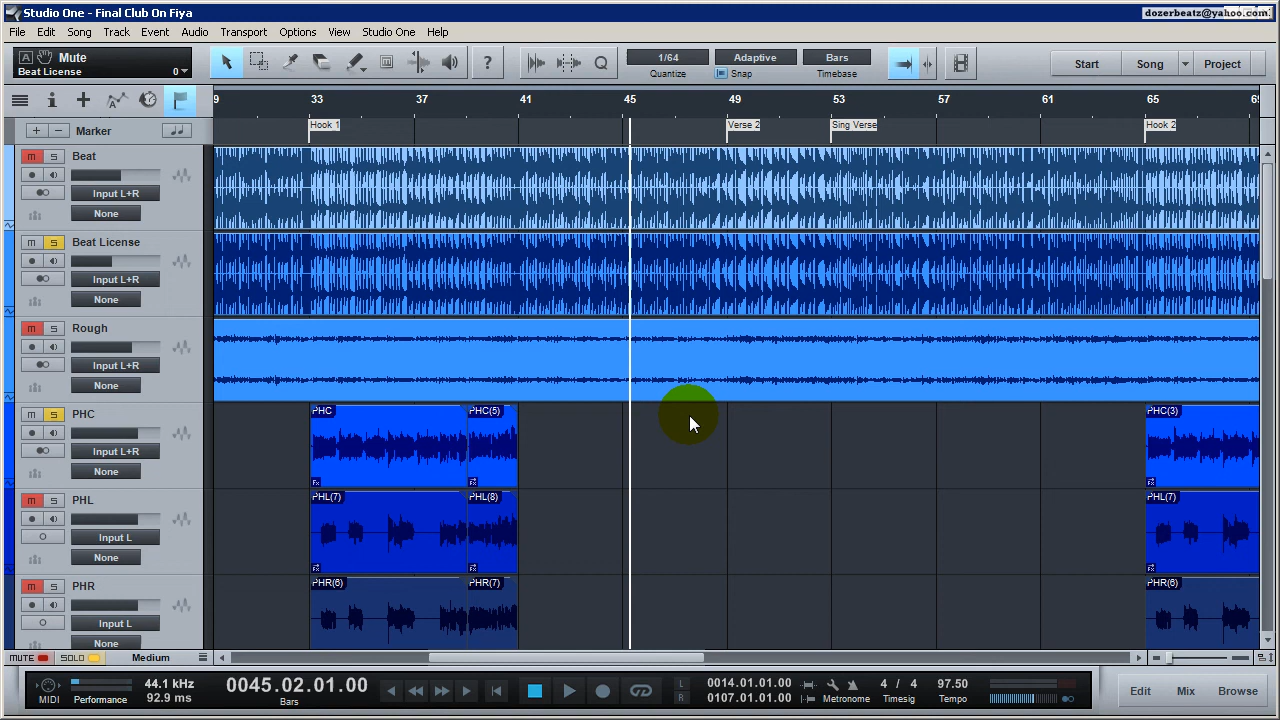 Studio One - Final Club On Fiya
dozerbeatz@yahoo.com
File Edit Song Track Event Audio Transport Options View Studio One Help
Mute
Beat License 0
1/64 Adaptive Bars
Quantize Snap Timebase
?
Start Song Project
9 33 37 41 45 49 53 57 61 65 69
Marker
Hook 1 Verse 2 Sing Verse Hook 2
Beat
M S
Input L+R
None
Beat License
M S
Input L+R
None
Rough
M S
Input L+R
None
PHC
M S
Input L+R
None
PHC PHC(5) PHC(3)
PHL
M S
Input L
None
PHL(7) PHL(8) PHL(7)
PHR
M S
Input L
None
PHR(6) PHR(7) PHR(6)
MUTE SOLO Medium
MIDI
Performance
44.1 kHz
92.9 ms
0045.02.01.00
Bars
L 0014.01.01.00
R 0107.01.01.00
Metronome
4 / 4
Timesig
97.50
Tempo
Edit Mix Browse